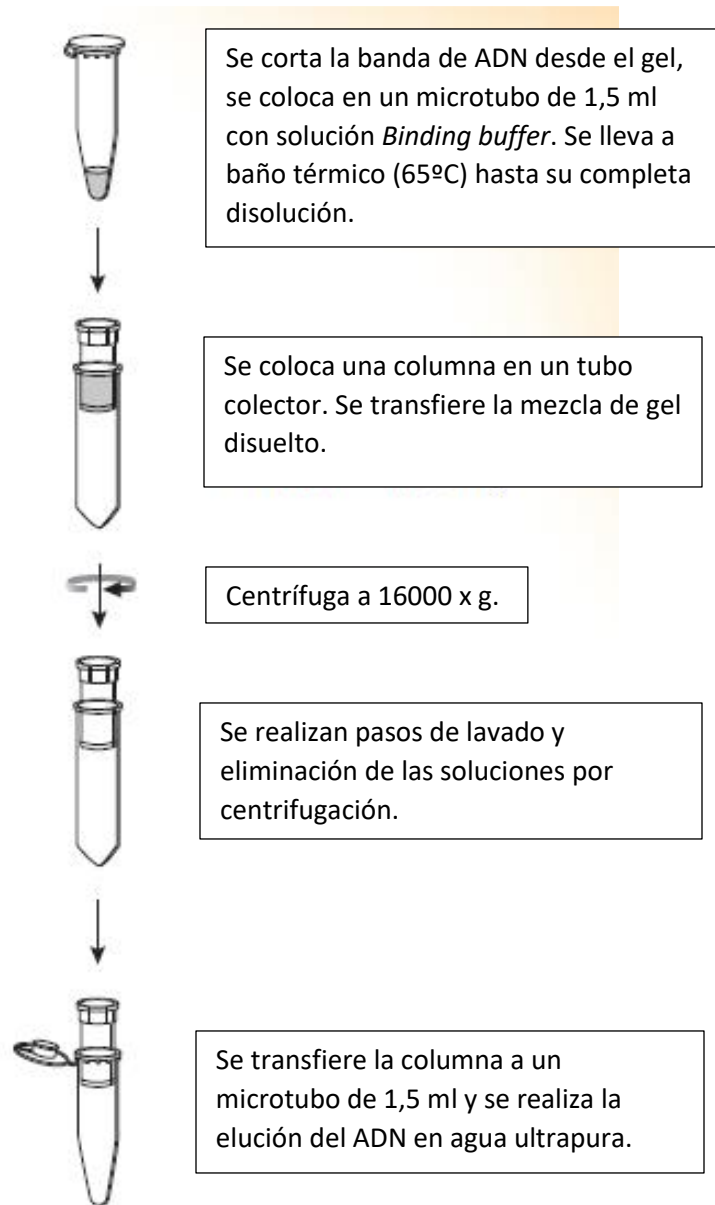 Se corta la banda de ADN desde el gel,
se coloca en un microtubo de 1,5 ml
con solución Binding buffer. Se lleva a
baño térmico (65ºC) hasta su completa
disolución.
Se coloca una columna en un tubo
colector. Se transfiere la mezcla de gel
disuelto.
Centrífuga a 16000 x g.
Se realizan pasos de lavado y
eliminación de las soluciones por
centrifugación.
Se transfiere la columna a un
microtubo de 1,5 ml y se realiza la
elución del ADN en agua ultrapura.